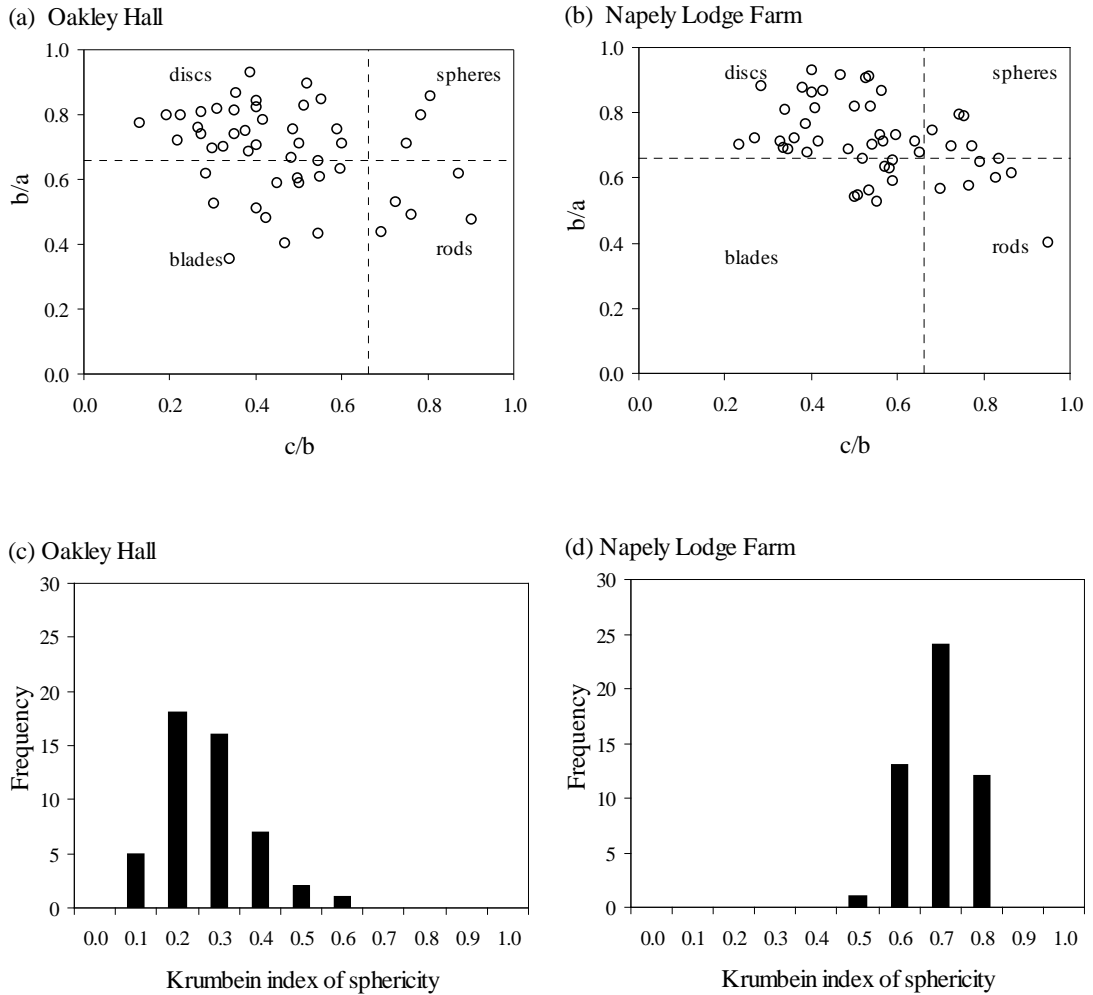 (a) Oakley Hall
(b) Napely Lodge Farm
1.0
0.8
0.6
0.4
0.2
0.0
b/a
discs
spheres
blades
rods
0.0 0.2 0.4 0.6 0.8 1.0
c/b
1.0
0.8
0.6
0.4
0.2
0.0
b/a
discs
spheres
blades
rods
0.0 0.2 0.4 0.6 0.8 1.0
c/b
(c) Oakley Hall
(d) Napely Lodge Farm
30
25
20
15
10
5
0
Frequency
0.0 0.1 0.2 0.3 0.4 0.5 0.6 0.7 0.8 0.9 1.0
Krumbein index of sphericity
30
25
20
15
10
5
0
Frequency
0.0 0.1 0.2 0.3 0.4 0.5 0.6 0.7 0.8 0.9 1.0
Krumbein index of sphericity